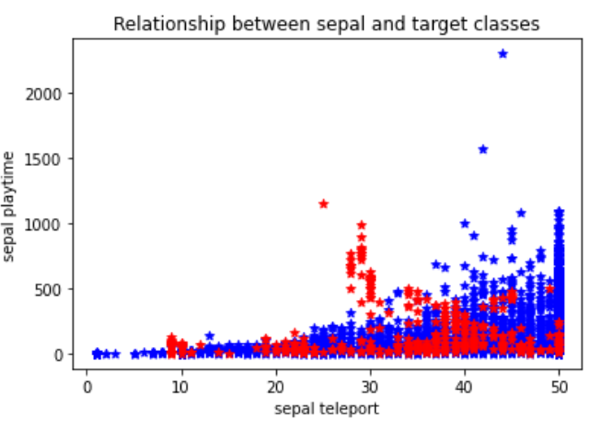 Relationship between sepal and target classes
sepal playtime
2000
1500
1000
500
0
0 10 20 30 40 50
sepal teleport